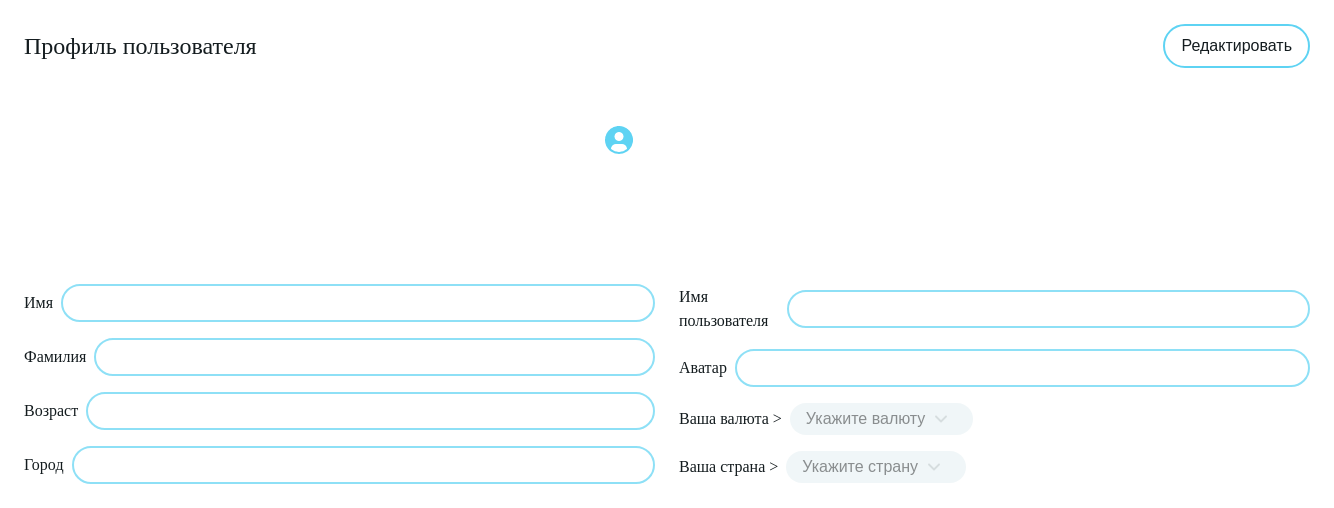 Профиль пользователя
Редактировать
Имя
Фамилия
Возраст
Город
Имя
пользователя
Аватар
Ваша валюта > Укажите валюту
Ваша страна > Укажите страну